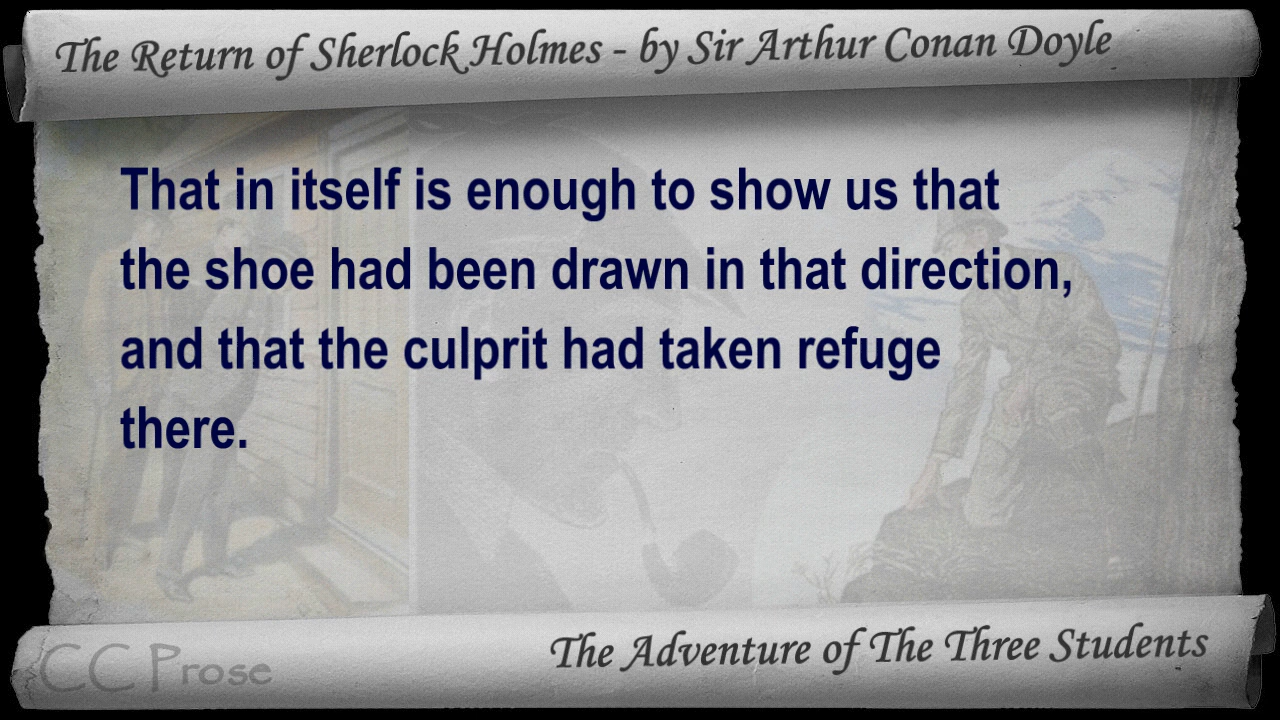 The Return of Sherlock Holmes - by Sir Arthur Conan Doyle
That in itself is enough to show us that
the shoe had been drawn in that direction,
and that the culprit had taken refuge
there.
CC Prose
The Adventure of The Three Students